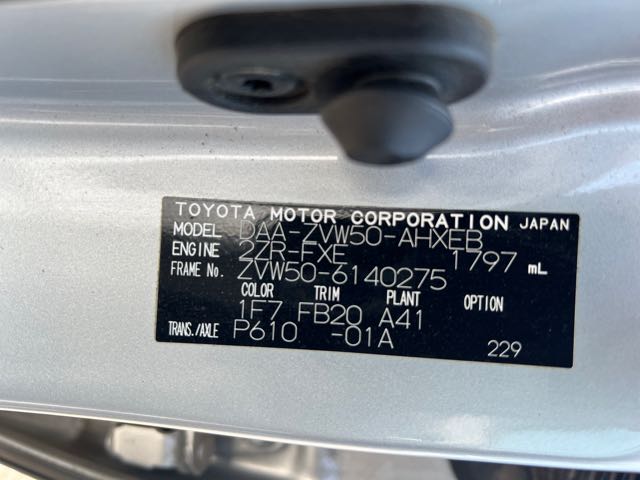 TOYOTA MOTOR CORPORATION JAPAN
MODEL DAA-ZVW50-AHXEB
ENGINE 2ZR-FXE 1797 mL
FRAME No. ZVW50-6140275
COLOR TRIM PLANT OPTION
1F7 FB20 A41
TRANS./AXLE P610 -01A
229